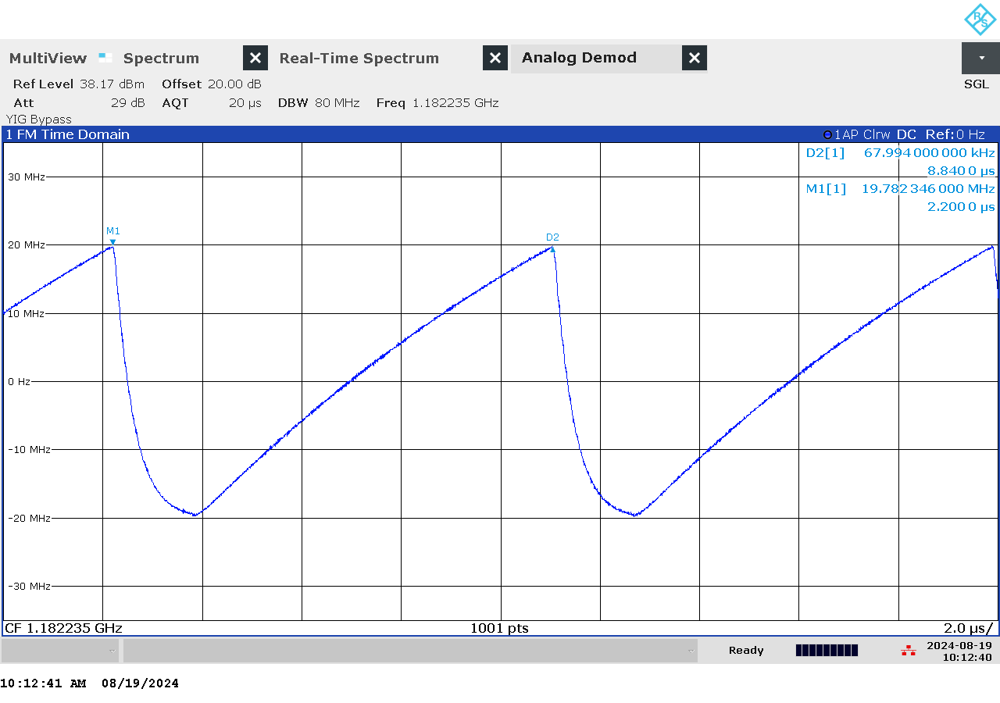 R S
MultiView Spectrum ✕ Real-Time Spectrum ✕ Analog Demod ✕
Ref Level 38.17 dBm Offset 20.00 dB SGL
Att 29 dB AQT 20 µs DBW 80 MHz Freq 1.182235 GHz
YIG Bypass
1 FM Time Domain 1AP Clrw DC Ref:0 Hz
D2[1] 67.994 000 000 kHz
8.840 0 µs
30 MHz
M1[1] 19.782 346 000 MHz
2.200 0 µs
M1
D2
20 MHz
10 MHz
0 Hz
-10 MHz
-20 MHz
-30 MHz
CF 1.182235 GHz 1001 pts 2.0 µs/
Ready 2024-08-19
10:12:40
10:12:41 AM 08/19/2024